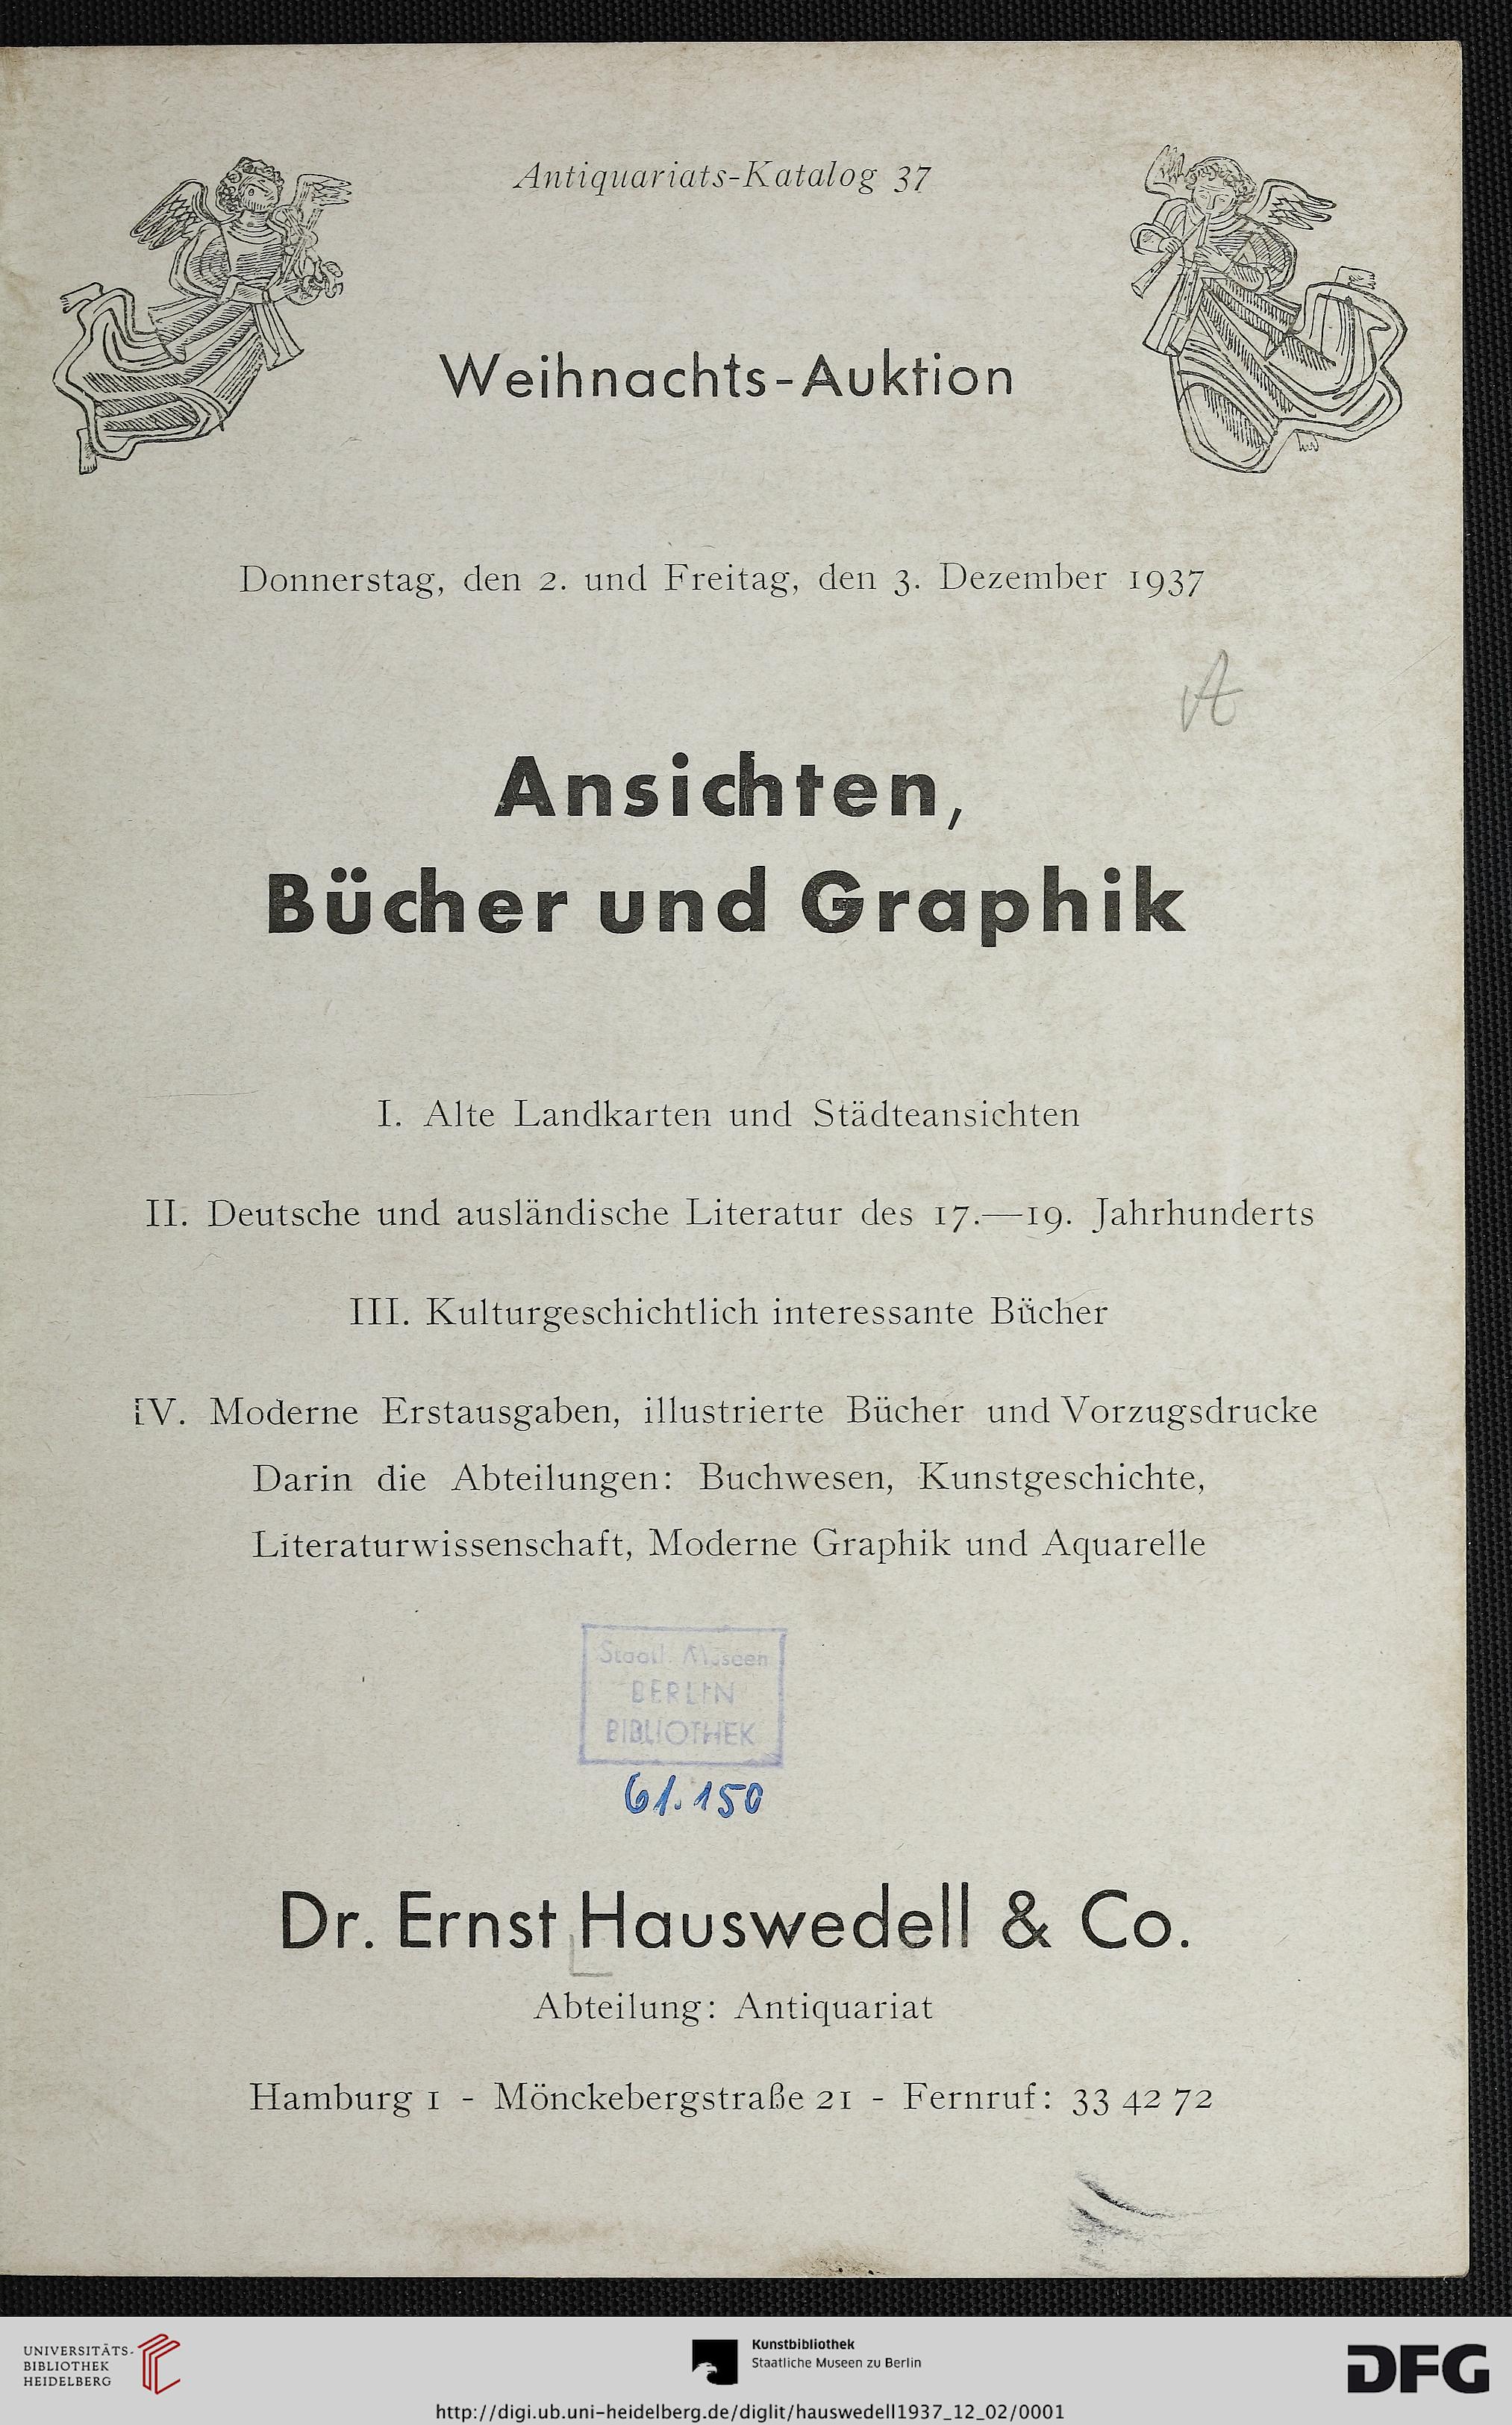 Antiquariats-Katalog 37
Weihnachts-Auktion
Donnerstag, den 2. und Freitag, den 3. Dezember 1937
A
Ansichten,
Bücher und Graphik
I. Alte Landkarten und Städteansichten
II. Deutsche und ausländische Literatur des 17.—19. Jahrhunderts
III. Kulturgeschichtlich interessante Bücher
IV. Moderne Erstausgaben, illustrierte Bücher und Vorzugsdrucke
Darin die Abteilungen: Buchwesen, Kunstgeschichte,
Literaturwissenschaft, Moderne Graphik und Aquarelle
Staatl. Museen
BERLIN
BIBLIOTHEK
61.150
Dr. Ernst Hauswedell & Co.
Abteilung: Antiquariat
Hamburg 1 - Mönckebergstraße 21 - Fernruf: 33 42 72
UNIVERSITÄTS-
BIBLIOTHEK
HEIDELBERG
Kunstbibliothek
Staatliche Museen zu Berlin
DFG
http://digi.ub.uni-heidelberg.de/diglit/hauswedell1937_12_02/0001